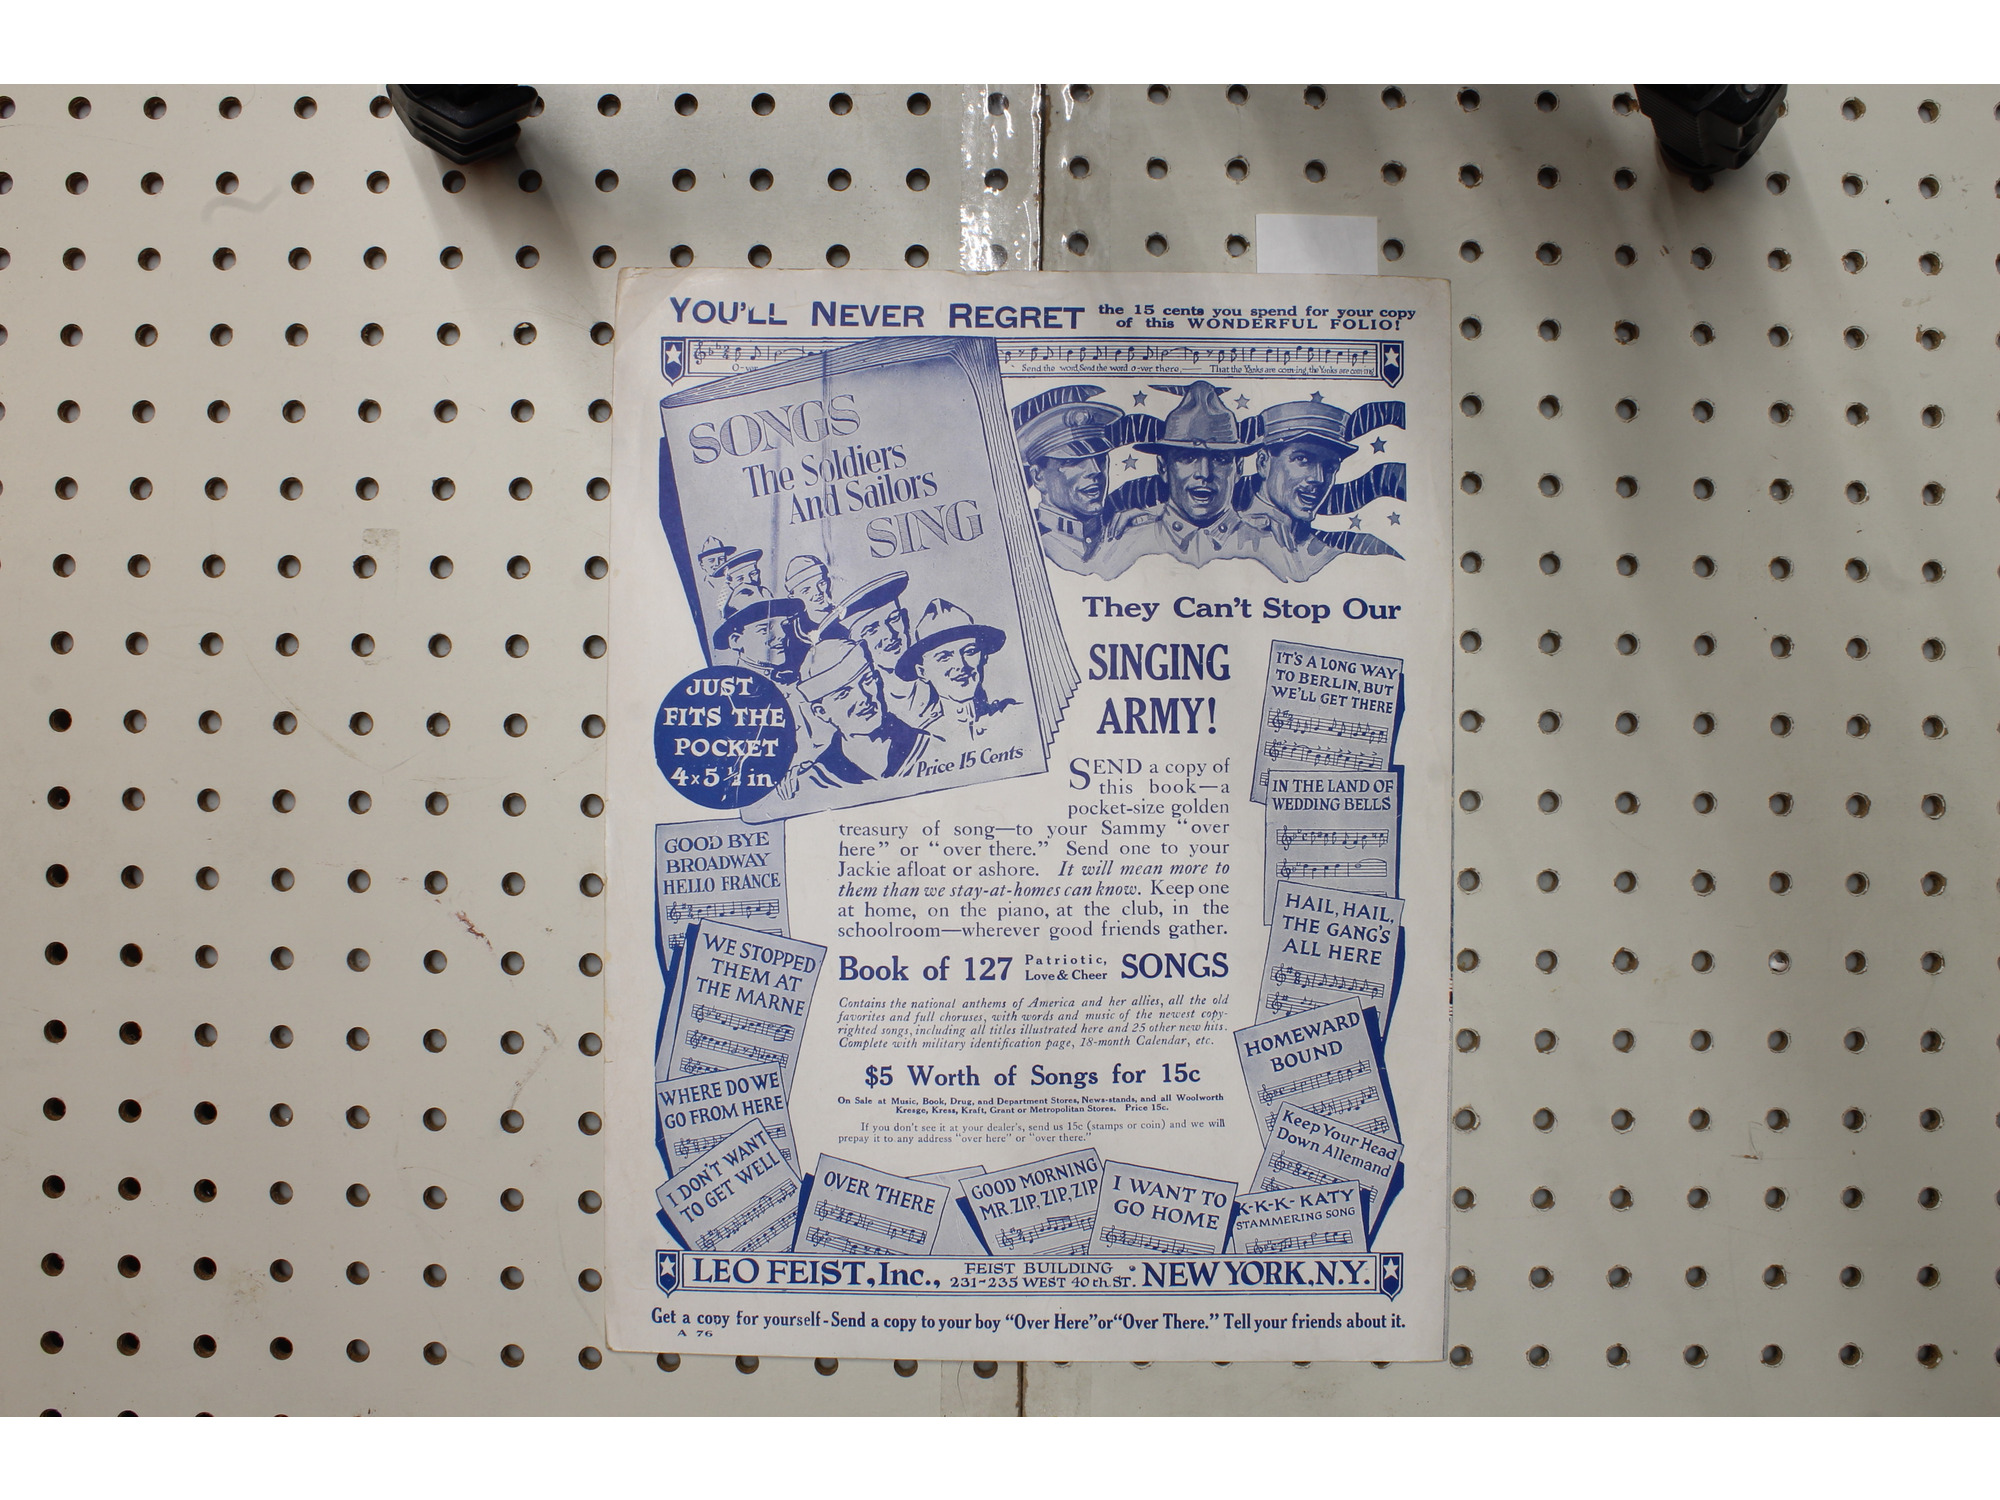 YOU'LL NEVER REGRET the 15 cents you spend for your copy
of this WONDERFUL FOLIO!
O-ver
Send the word, Send the word o-ver there, That the Yanks are com-ing, the Yanks are com-ing
SONGS
The Soldiers
And Sailors
SING
Price 15 Cents
JUST
FITS THE
POCKET
4x5 ½ in.
They Can't Stop Our
SINGING
ARMY!
SEND a copy of
this book—a
pocket-size golden
treasury of song—to your Sammy "over
here" or "over there." Send one to your
Jackie afloat or ashore. It will mean more to
them than we stay-at-homes can know. Keep one
at home, on the piano, at the club, in the
schoolroom—wherever good friends gather.
Book of 127 Patriotic, Love & Cheer SONGS
Contains the national anthems of America and her allies, all the old
favorites and full choruses, with words and music of the newest copy-
righted songs, including all titles illustrated here and 25 other new hits.
Complete with military identification page, 18-month Calendar, etc.
$5 Worth of Songs for 15c
On Sale at Music, Book, Drug, and Department Stores, News-stands, and all Woolworth
Kresge, Kress, Kraft, Grant or Metropolitan Stores. Price 15c.
If you don't see it at your dealer's, send us 15c (stamps or coin) and we will
prepay it to any address "over here" or "over there."
GOOD BYE
BROADWAY
HELLO FRANCE
WE STOPPED
THEM AT
THE MARNE
WHERE DO WE
GO FROM HERE
I DON'T WANT
TO GET WELL
OVER THERE
GOOD MORNING
MR. ZIP, ZIP, ZIP
I WANT TO
GO HOME
IT'S A LONG WAY
TO BERLIN, BUT
WE'LL GET THERE
IN THE LAND OF
WEDDING BELLS
HAIL, HAIL,
THE GANG'S
ALL HERE
HOMEWARD
BOUND
Keep Your Head
Down Allemand
K-K-K-KATY
STAMMERING SONG
LEO FEIST, Inc., FEIST BUILDING 231-235 WEST 40th ST. NEW YORK, N.Y.
Get a copy for yourself - Send a copy to your boy "Over Here" or "Over There." Tell your friends about it.
A 76